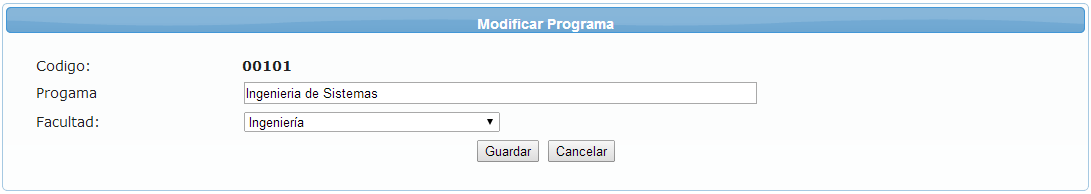 Modificar Programa
Codigo: 00101
Progama Ingenieria de Sistemas
Facultad: Ingeniería
Guardar Cancelar